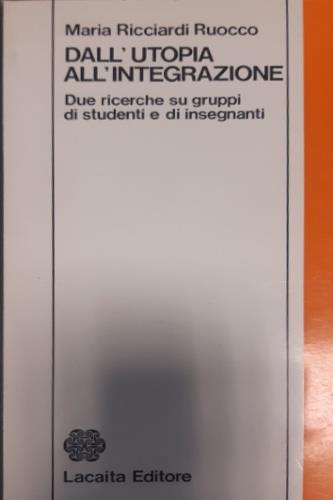 Maria Ricciardi Ruocco
DALL'UTOPIA
ALL'INTEGRAZIONE
Due ricerche su gruppi
di studenti e di insegnanti
Lacaita Editore